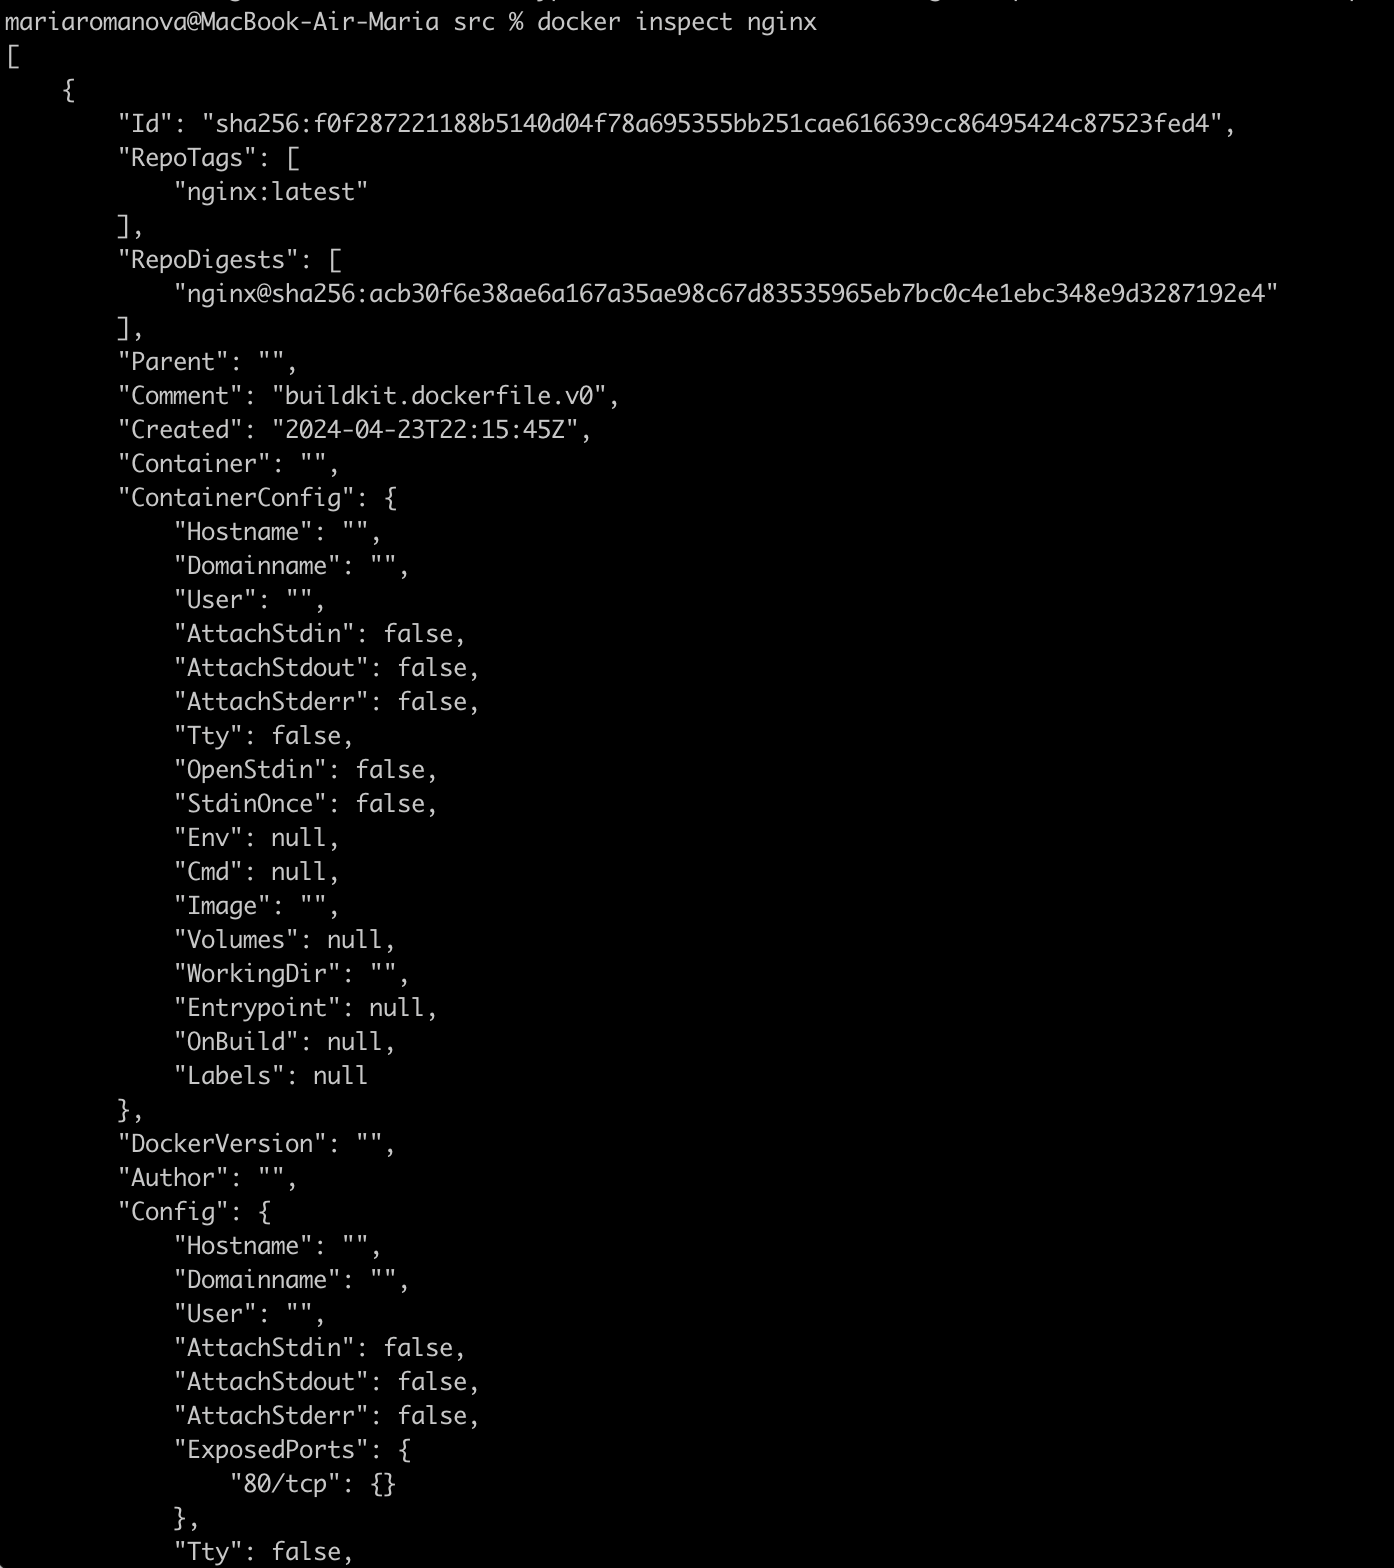 mariaromanova@MacBook-Air-Maria src % docker inspect nginx
[
    {
        "Id": "sha256:f0f287221188b5140d04f78a695355bb251cae616639cc86495424c87523fed4",
        "RepoTags": [
            "nginx:latest"
        ],
        "RepoDigests": [
            "nginx@sha256:acb30f6e38ae6a167a35ae98c67d83535965eb7bc0c4e1ebc348e9d3287192e4"
        ],
        "Parent": "",
        "Comment": "buildkit.dockerfile.v0",
        "Created": "2024-04-23T22:15:45Z",
        "Container": "",
        "ContainerConfig": {
            "Hostname": "",
            "Domainname": "",
            "User": "",
            "AttachStdin": false,
            "AttachStdout": false,
            "AttachStderr": false,
            "Tty": false,
            "OpenStdin": false,
            "StdinOnce": false,
            "Env": null,
            "Cmd": null,
            "Image": "",
            "Volumes": null,
            "WorkingDir": "",
            "Entrypoint": null,
            "OnBuild": null,
            "Labels": null
        },
        "DockerVersion": "",
        "Author": "",
        "Config": {
            "Hostname": "",
            "Domainname": "",
            "User": "",
            "AttachStdin": false,
            "AttachStdout": false,
            "AttachStderr": false,
            "ExposedPorts": {
                "80/tcp": {}
            },
            "Tty": false,